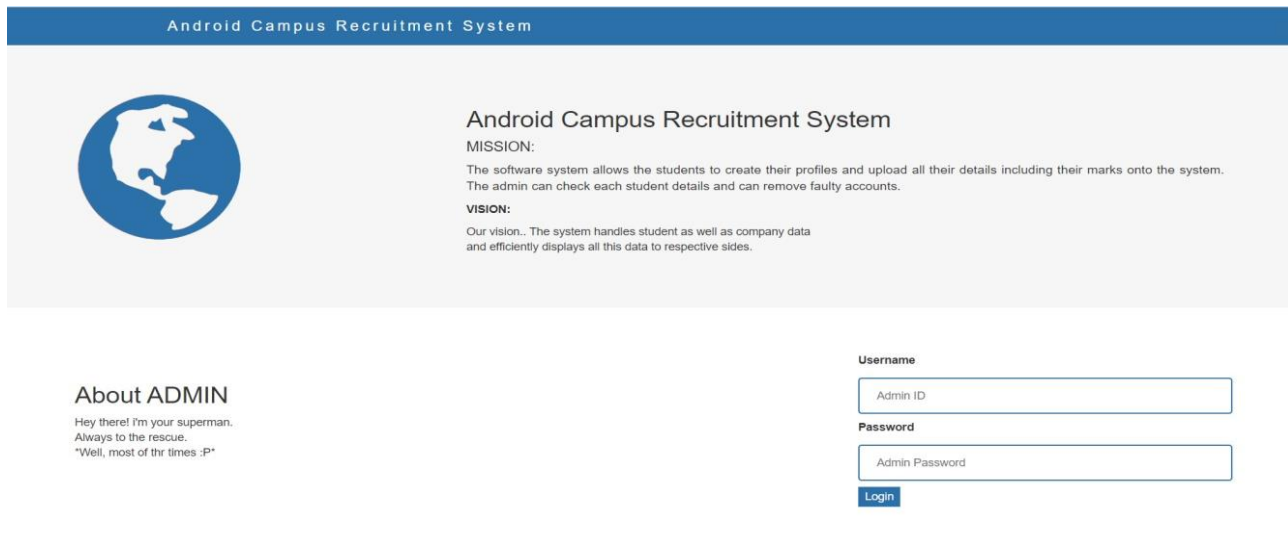 Android Campus Recruitment System
Android Campus Recruitment System
MISSION:
The software system allows the students to create their profiles and upload all their details including their marks onto the system.
The admin can check each student details and can remove faulty accounts.
VISION:
Our vision.. The system handles student as well as company data
and efficiently displays all this data to respective sides.
About ADMIN
Hey there! i'm your superman.
Always to the rescue.
*Well, most of thr times :P*
Username
Admin ID
Password
Admin Password
Login